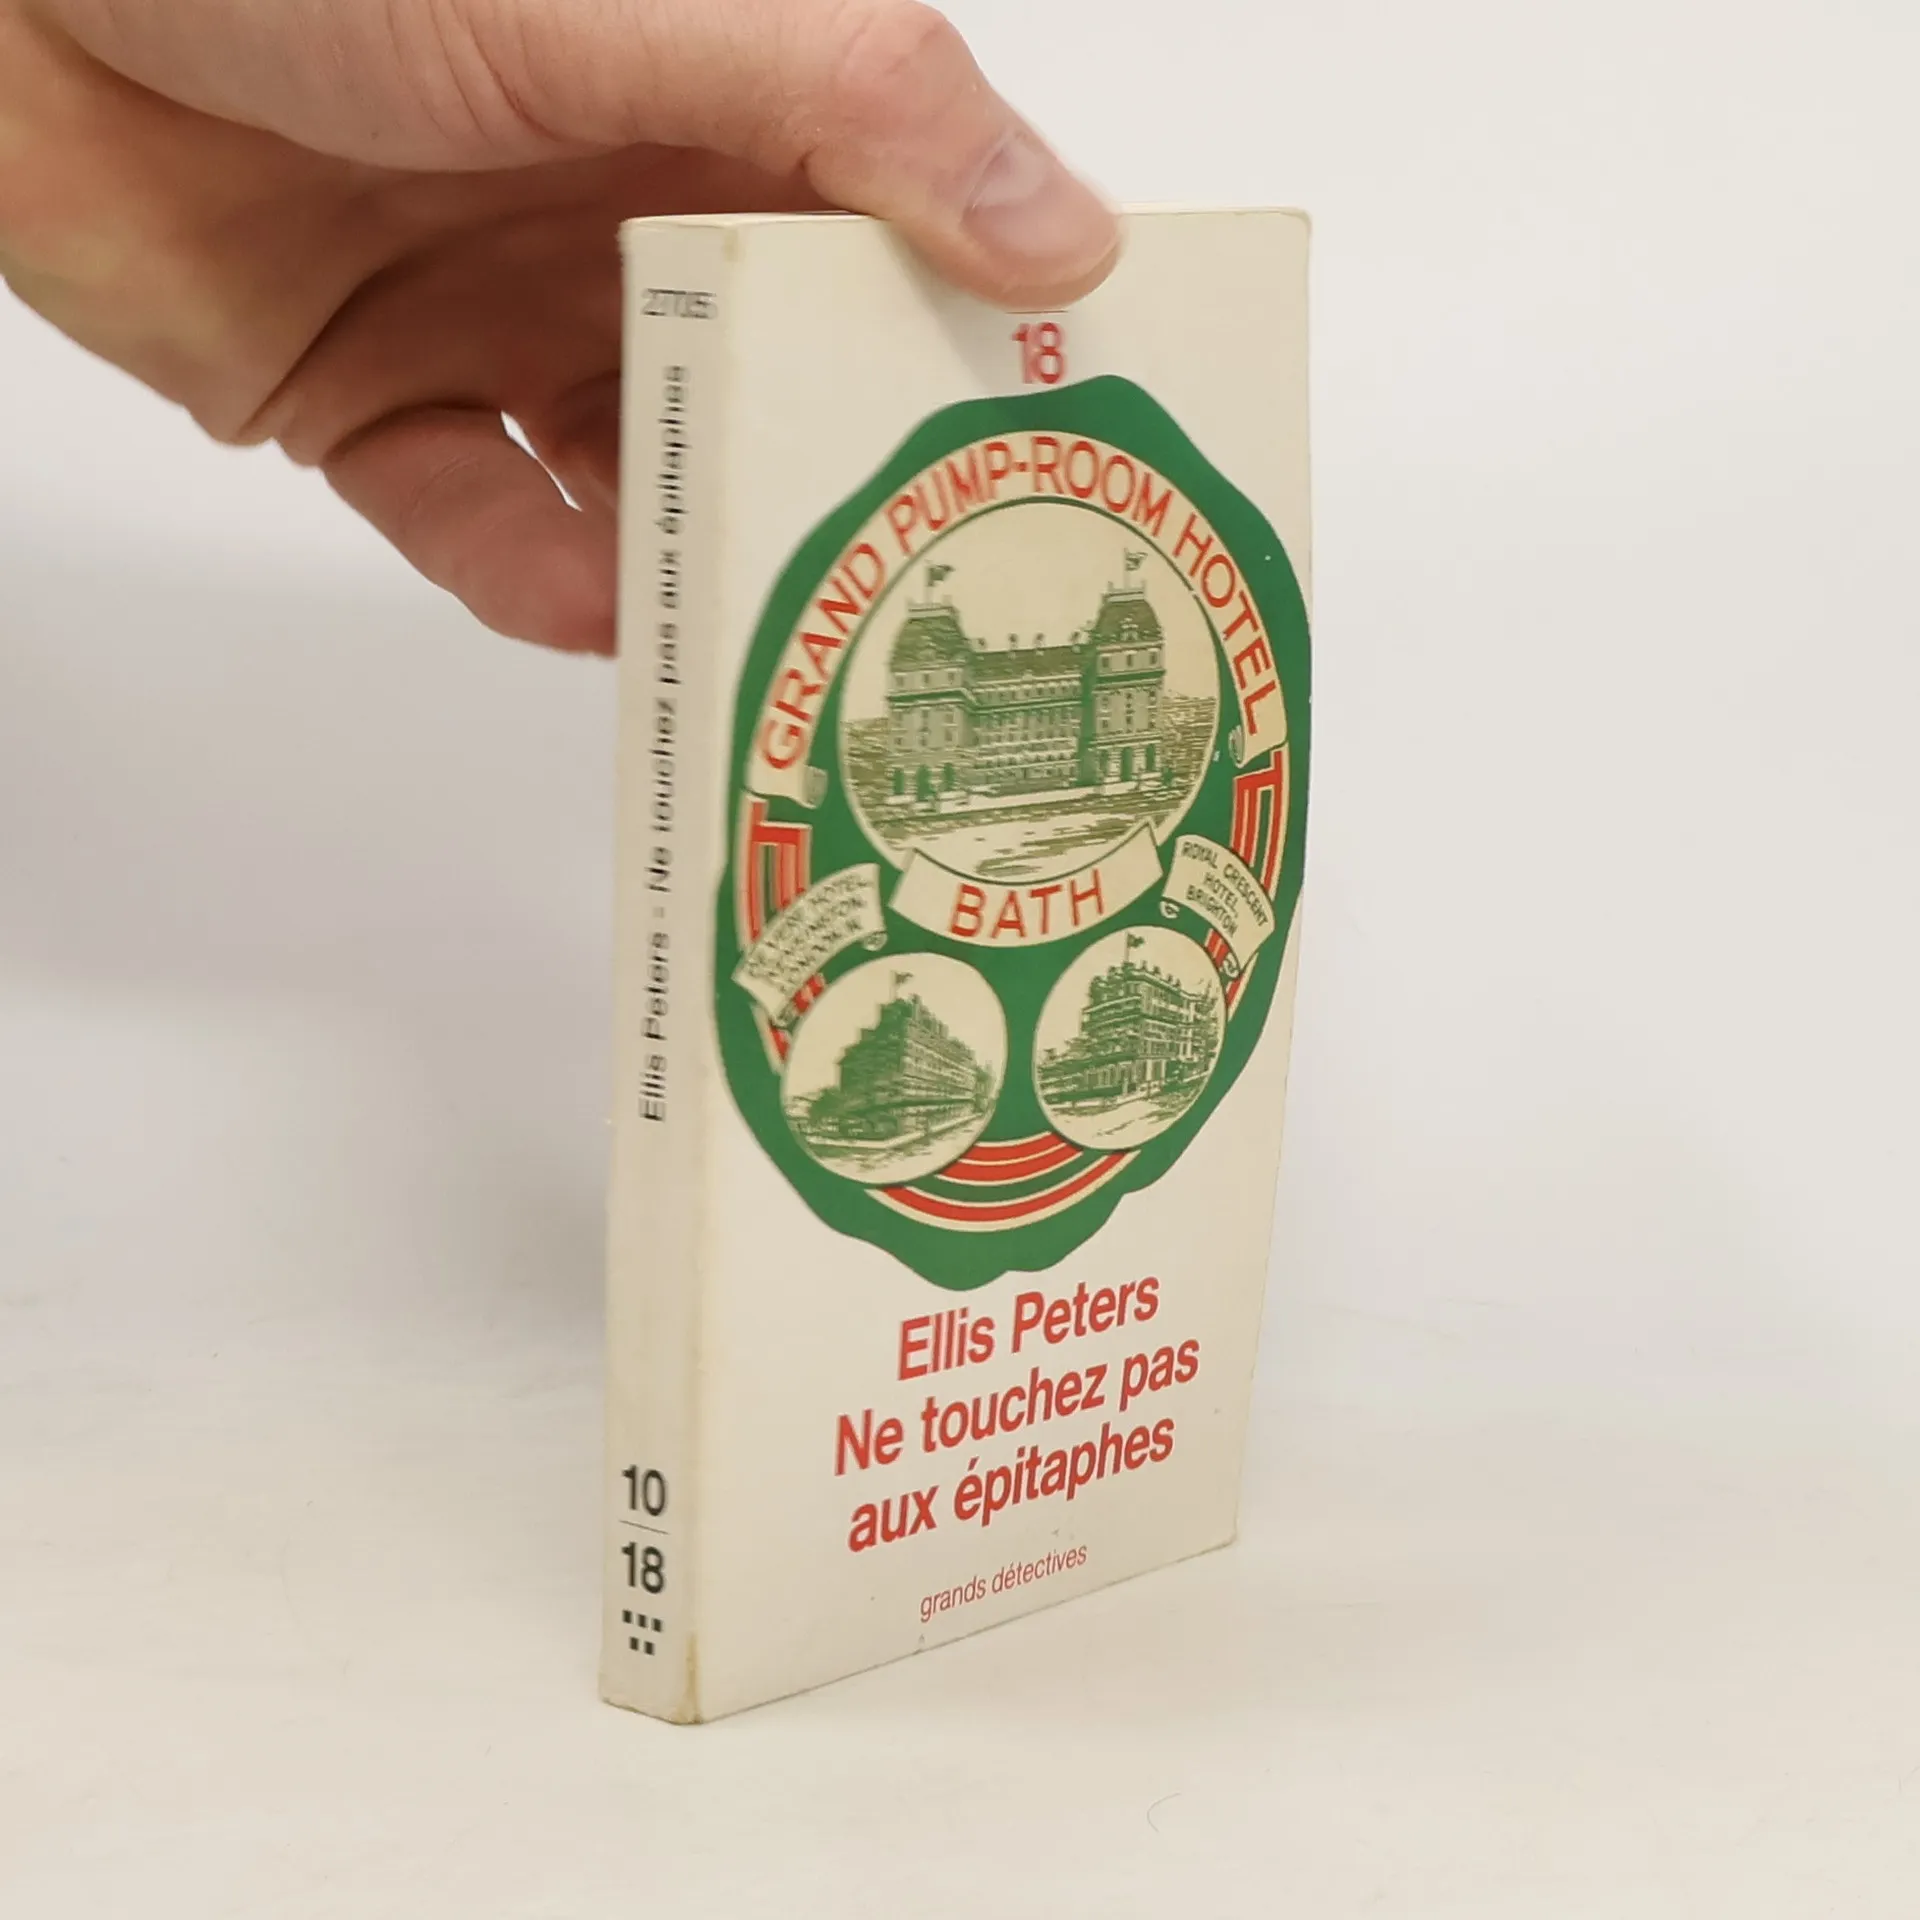 2705
Ellis Peters - Ne touchez pas aux épitaphes
10
18
18
GRAND PUMP-ROOM HOTEL
BATH
HOTEL
ROYAL CRESCENT
HOTEL,
BRIGHTON
Ellis Peters
Ne touchez pas
aux épitaphes
grands détectives